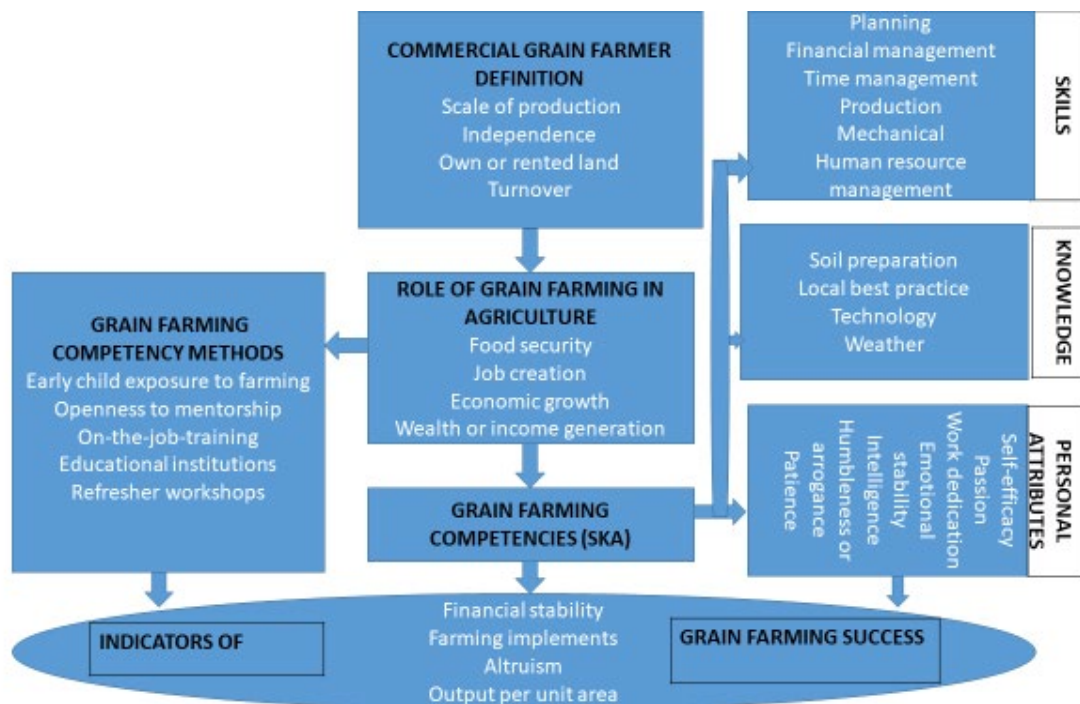 COMMERCIAL GRAIN FARMER
DEFINITION
Scale of production
Independence
Own or rented land
Turnover
Planning
Financial management
Time management
Production
Mechanical
Human resource
management
SKILLS
Soil preparation
Local best practice
Technology
Weather
KNOWLEDGE
ROLE OF GRAIN FARMING IN
AGRICULTURE
Food security
Job creation
Economic growth
Wealth or income generation
GRAIN FARMING
COMPETENCY METHODS
Early child exposure to farming
Openness to mentorship
On-the-job-training
Educational institutions
Refresher workshops
GRAIN FARMING
COMPETENCIES (SKA)
Self-efficacy
Passion
Work dedication
Emotional
stability
Intelligence
Humbleness or
arrogance
Patience
PERSONAL
ATTRIBUTES
INDICATORS OF
Financial stability
Farming implements
Altruism
Output per unit area
GRAIN FARMING SUCCESS